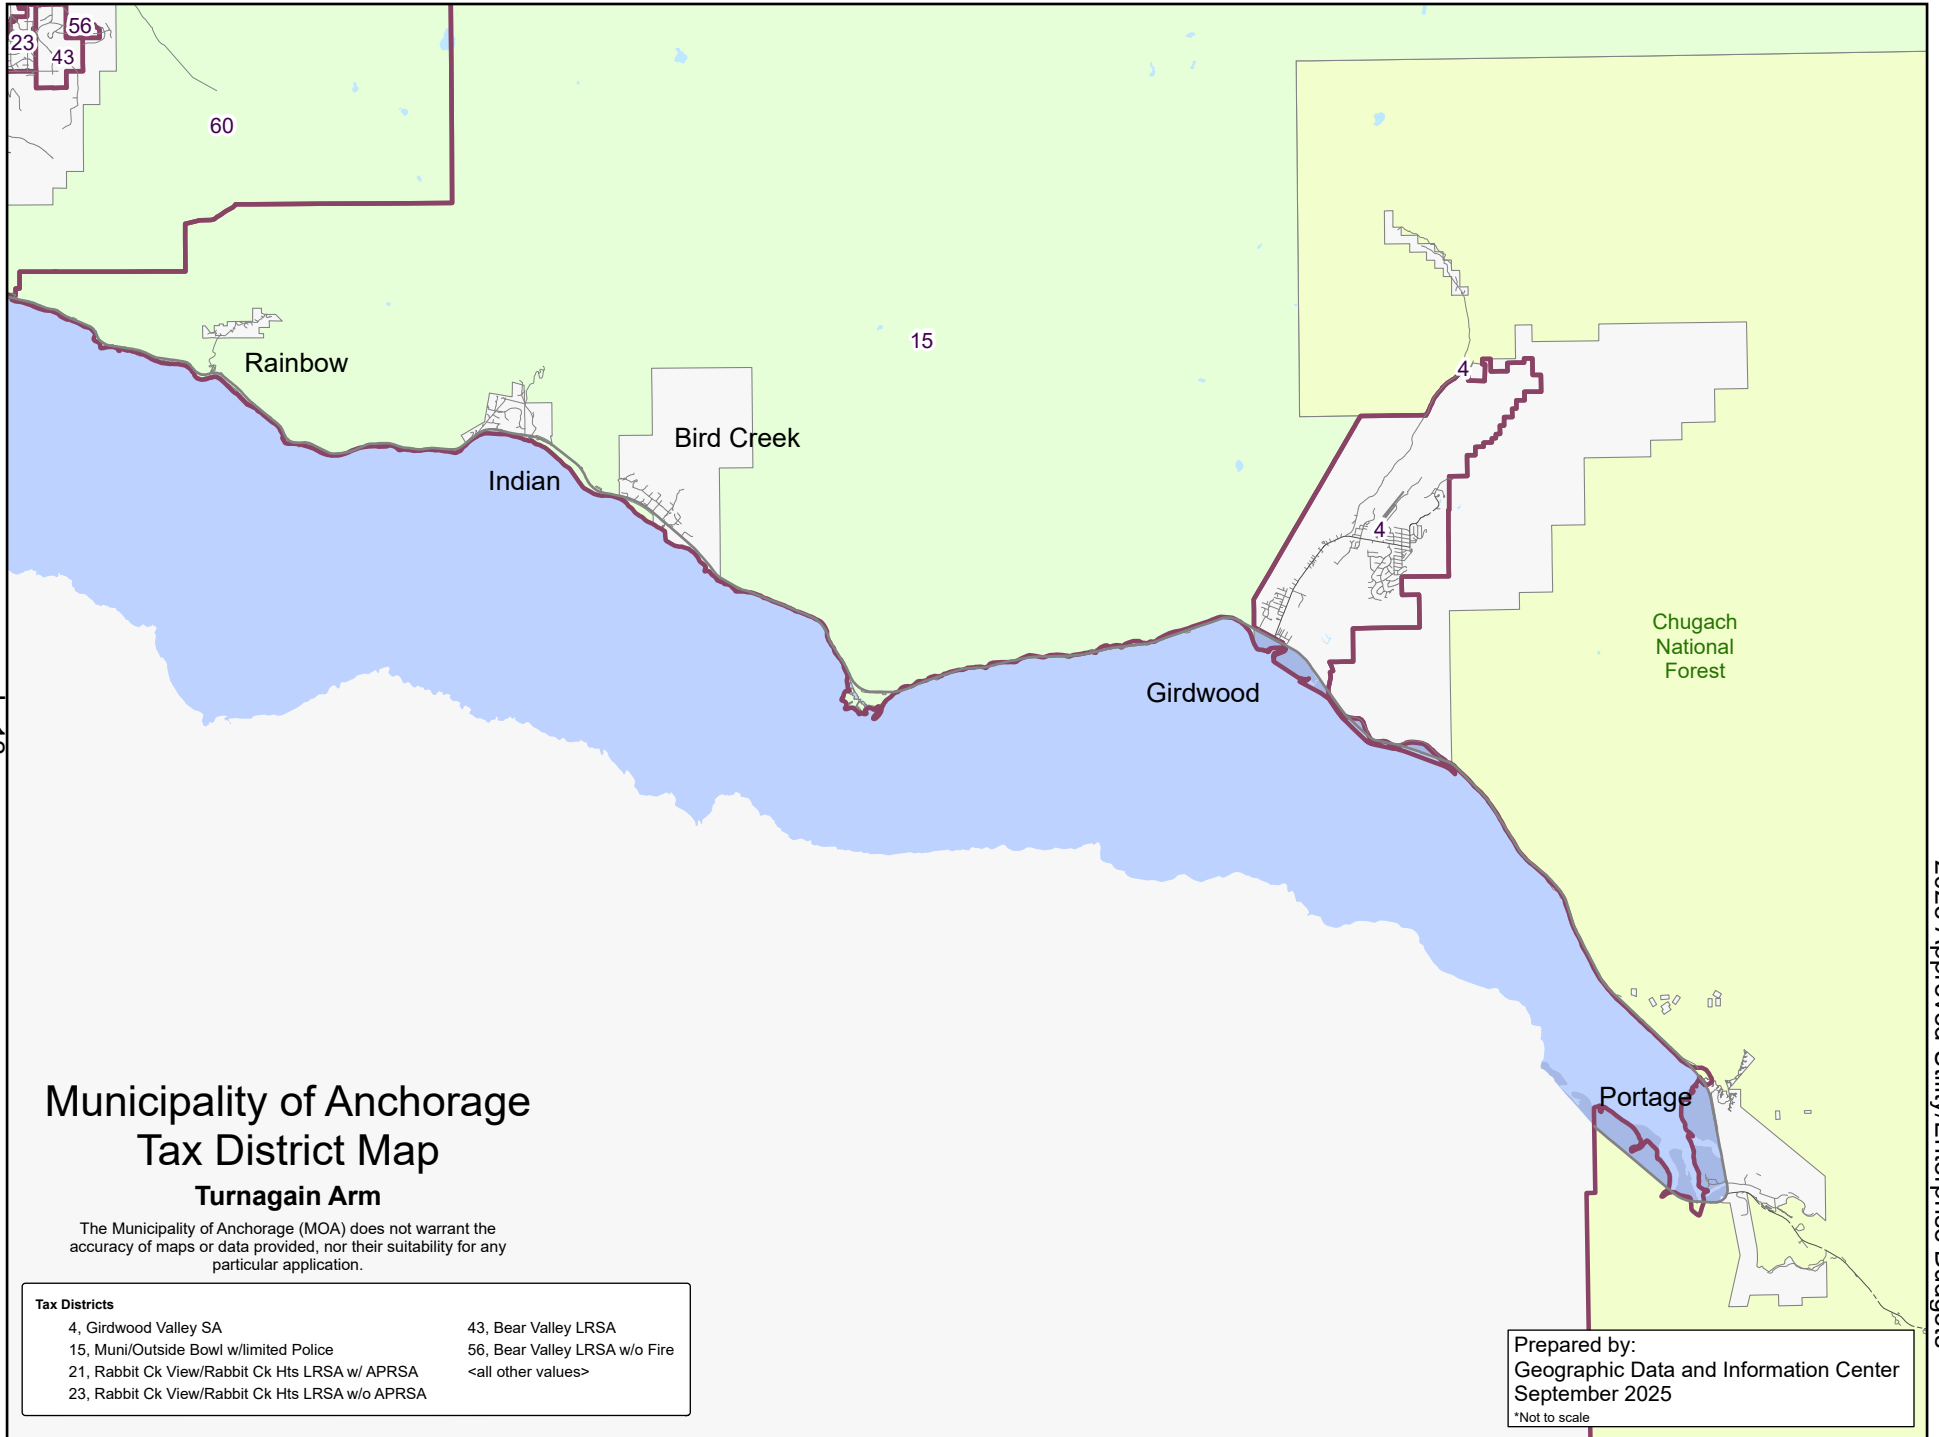 56
23
43
60
15
Rainbow
4
Bird Creek
Indian
4
Chugach
National
Forest
Girdwood
Portage
Municipality of Anchorage
Tax District Map
Turnagain Arm
The Municipality of Anchorage (MOA) does not warrant the
accuracy of maps or data provided, nor their suitability for any
particular application.
Tax Districts
4, Girdwood Valley SA
15, Muni/Outside Bowl w/limited Police
21, Rabbit Ck View/Rabbit Ck Hts LRSA w/ APRSA
23, Rabbit Ck View/Rabbit Ck Hts LRSA w/o APRSA
43, Bear Valley LRSA
56, Bear Valley LRSA w/o Fire
<all other values>
Prepared by:
Geographic Data and Information Center
September 2025
*Not to scale